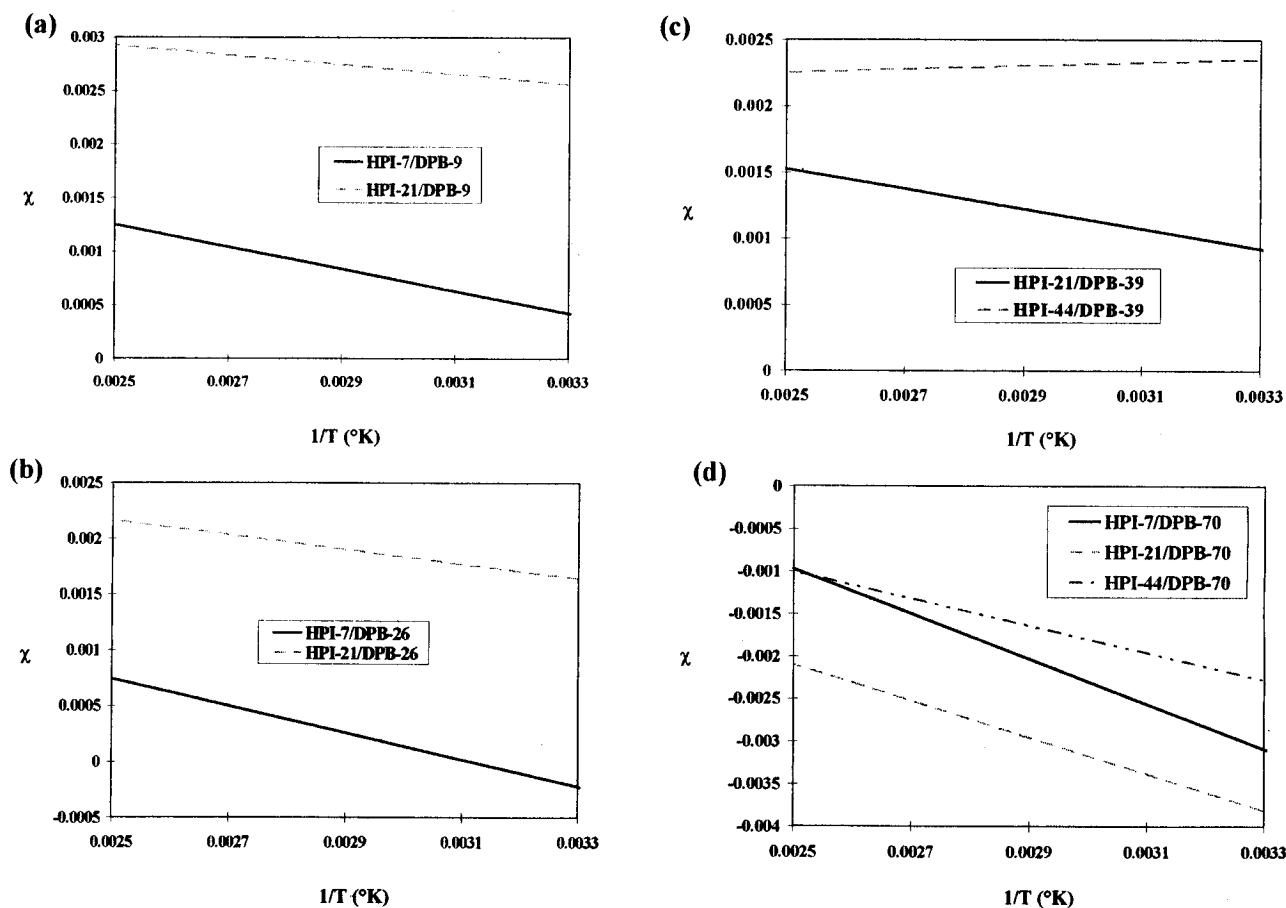 (a)
0.003
0.0025
0.002
0.0015
0.001
0.0005
0
χ
HPI-7/DPB-9
HPI-21/DPB-9
0.0025 0.0027 0.0029 0.0031 0.0033
1/T (°K)
(b)
0.0025
0.002
0.0015
0.001
0.0005
0
-0.0005
χ
HPI-7/DPB-26
HPI-21/DPB-26
0.0025 0.0027 0.0029 0.0031 0.0033
1/T (°K)
(c)
0.0025
0.002
0.0015
0.001
0.0005
0
χ
HPI-21/DPB-39
HPI-44/DPB-39
0.0025 0.0027 0.0029 0.0031 0.0033
1/T (°K)
(d)
0
-0.0005
-0.001
-0.0015
-0.002
-0.0025
-0.003
-0.0035
-0.004
χ
HPI-7/DPB-70
HPI-21/DPB-70
HPI-44/DPB-70
0.0025 0.0027 0.0029 0.0031 0.0033
1/T (°K)